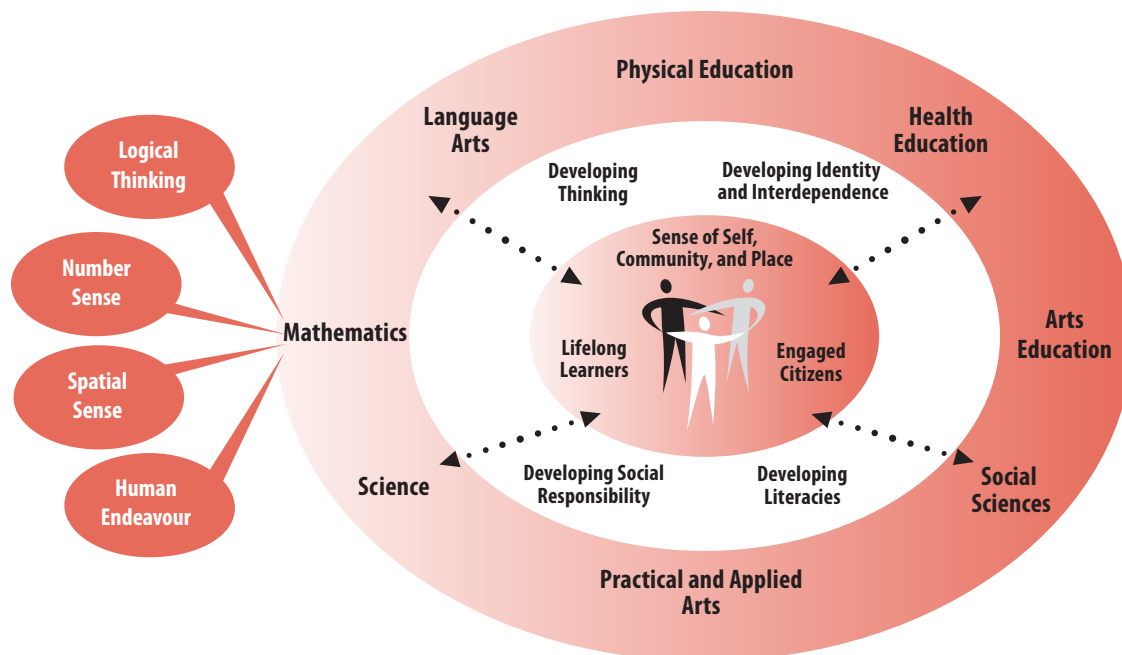 Physical Education
Language
Arts
Health
Education
Logical
Thinking
Developing
Thinking
Developing Identity
and Interdependence
Sense of Self,
Community, and Place
Number
Sense
Mathematics
Arts
Education
Lifelong
Learners
Engaged
Citizens
Spatial
Sense
Science
Developing Social
Responsibility
Developing
Literacies
Social
Sciences
Human
Endeavour
Practical and Applied
Arts